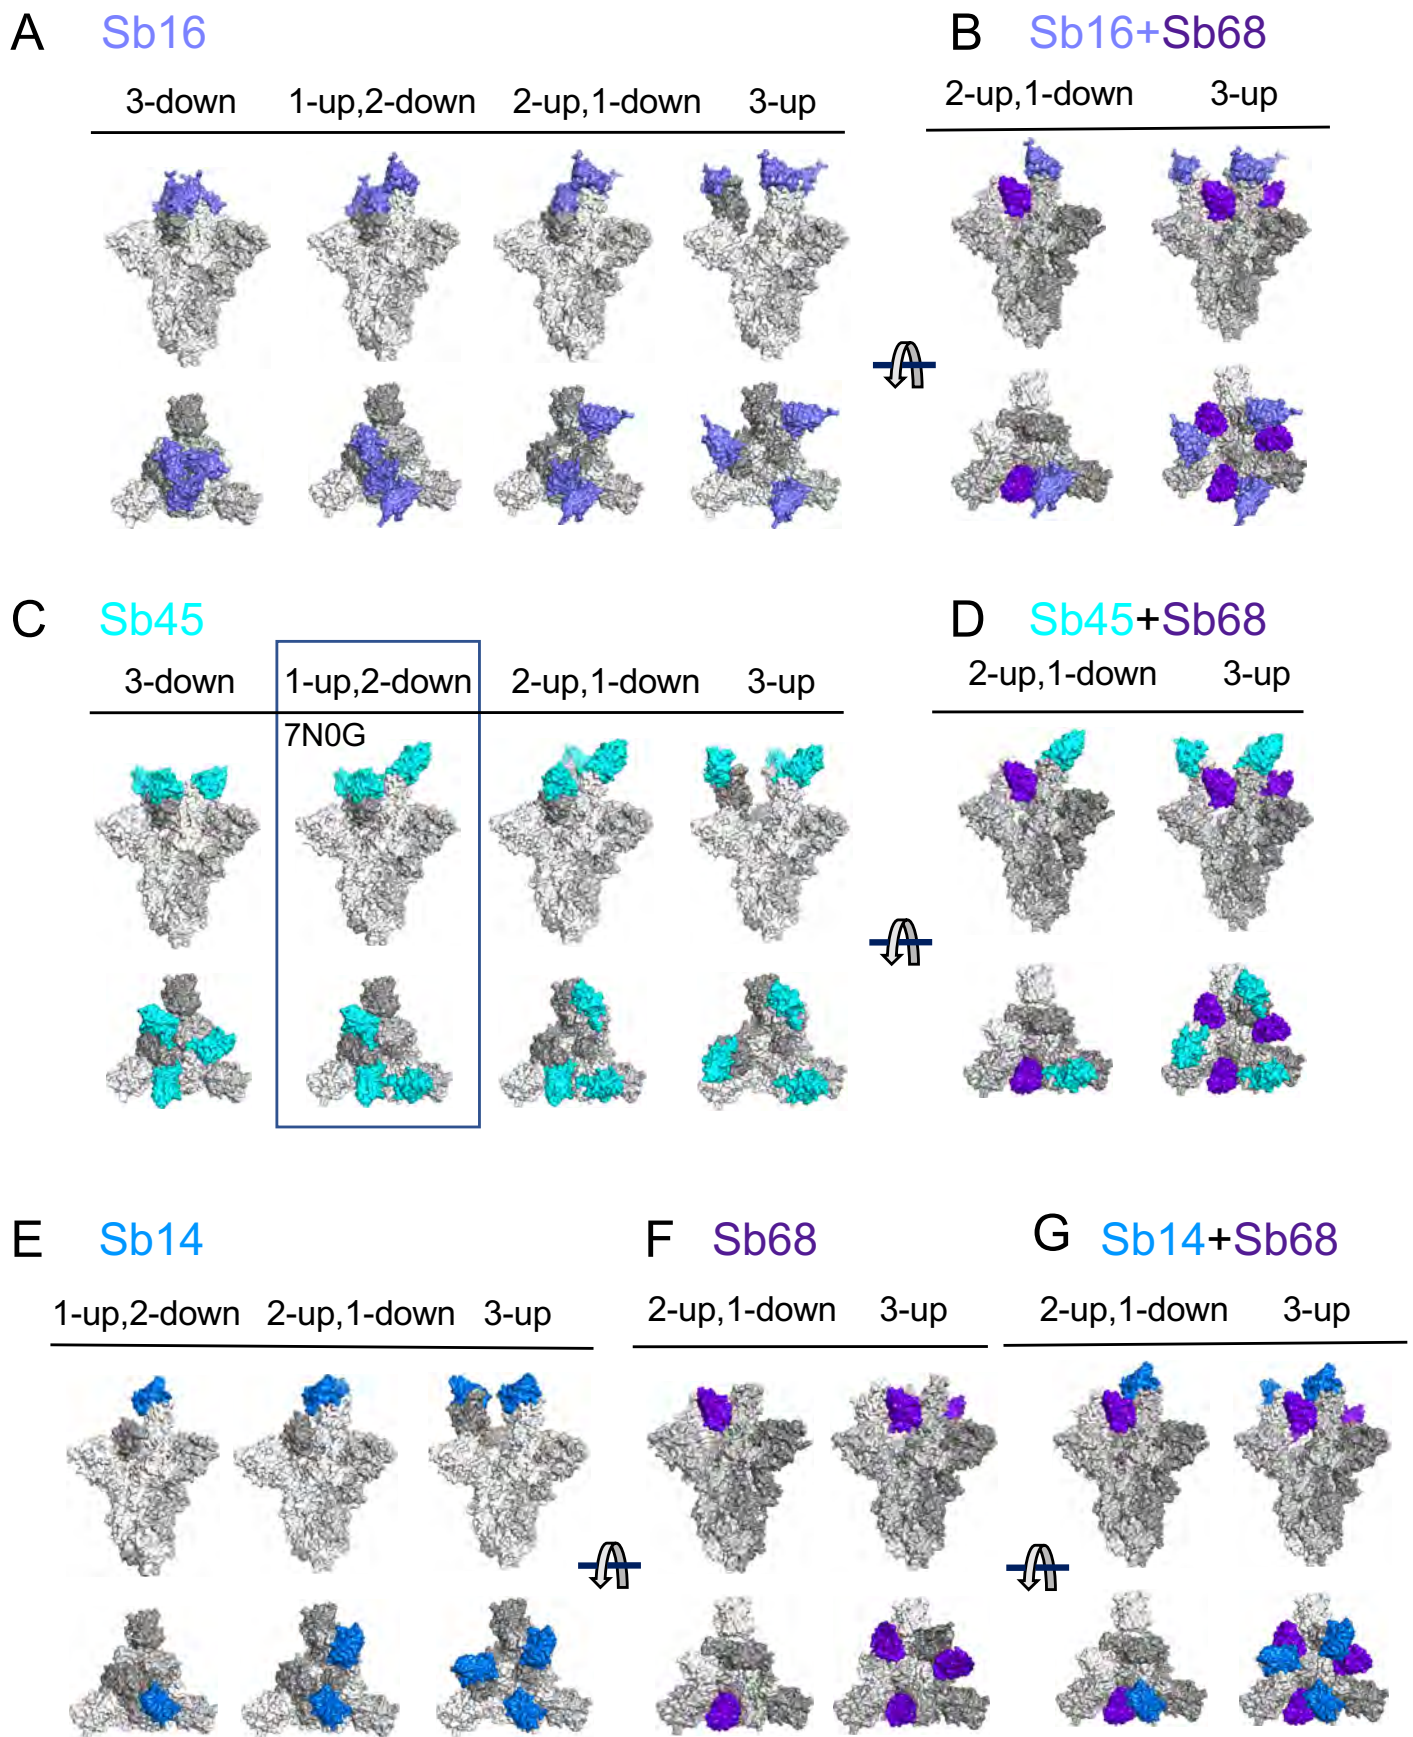 A Sb16
3-down 1-up,2-down 2-up,1-down 3-up
B Sb16+Sb68
2-up,1-down 3-up
C Sb45
3-down 1-up,2-down 2-up,1-down 3-up
7N0G
D Sb45+Sb68
2-up,1-down 3-up
E Sb14
1-up,2-down 2-up,1-down 3-up
F Sb68
2-up,1-down 3-up
G Sb14+Sb68
2-up,1-down 3-up